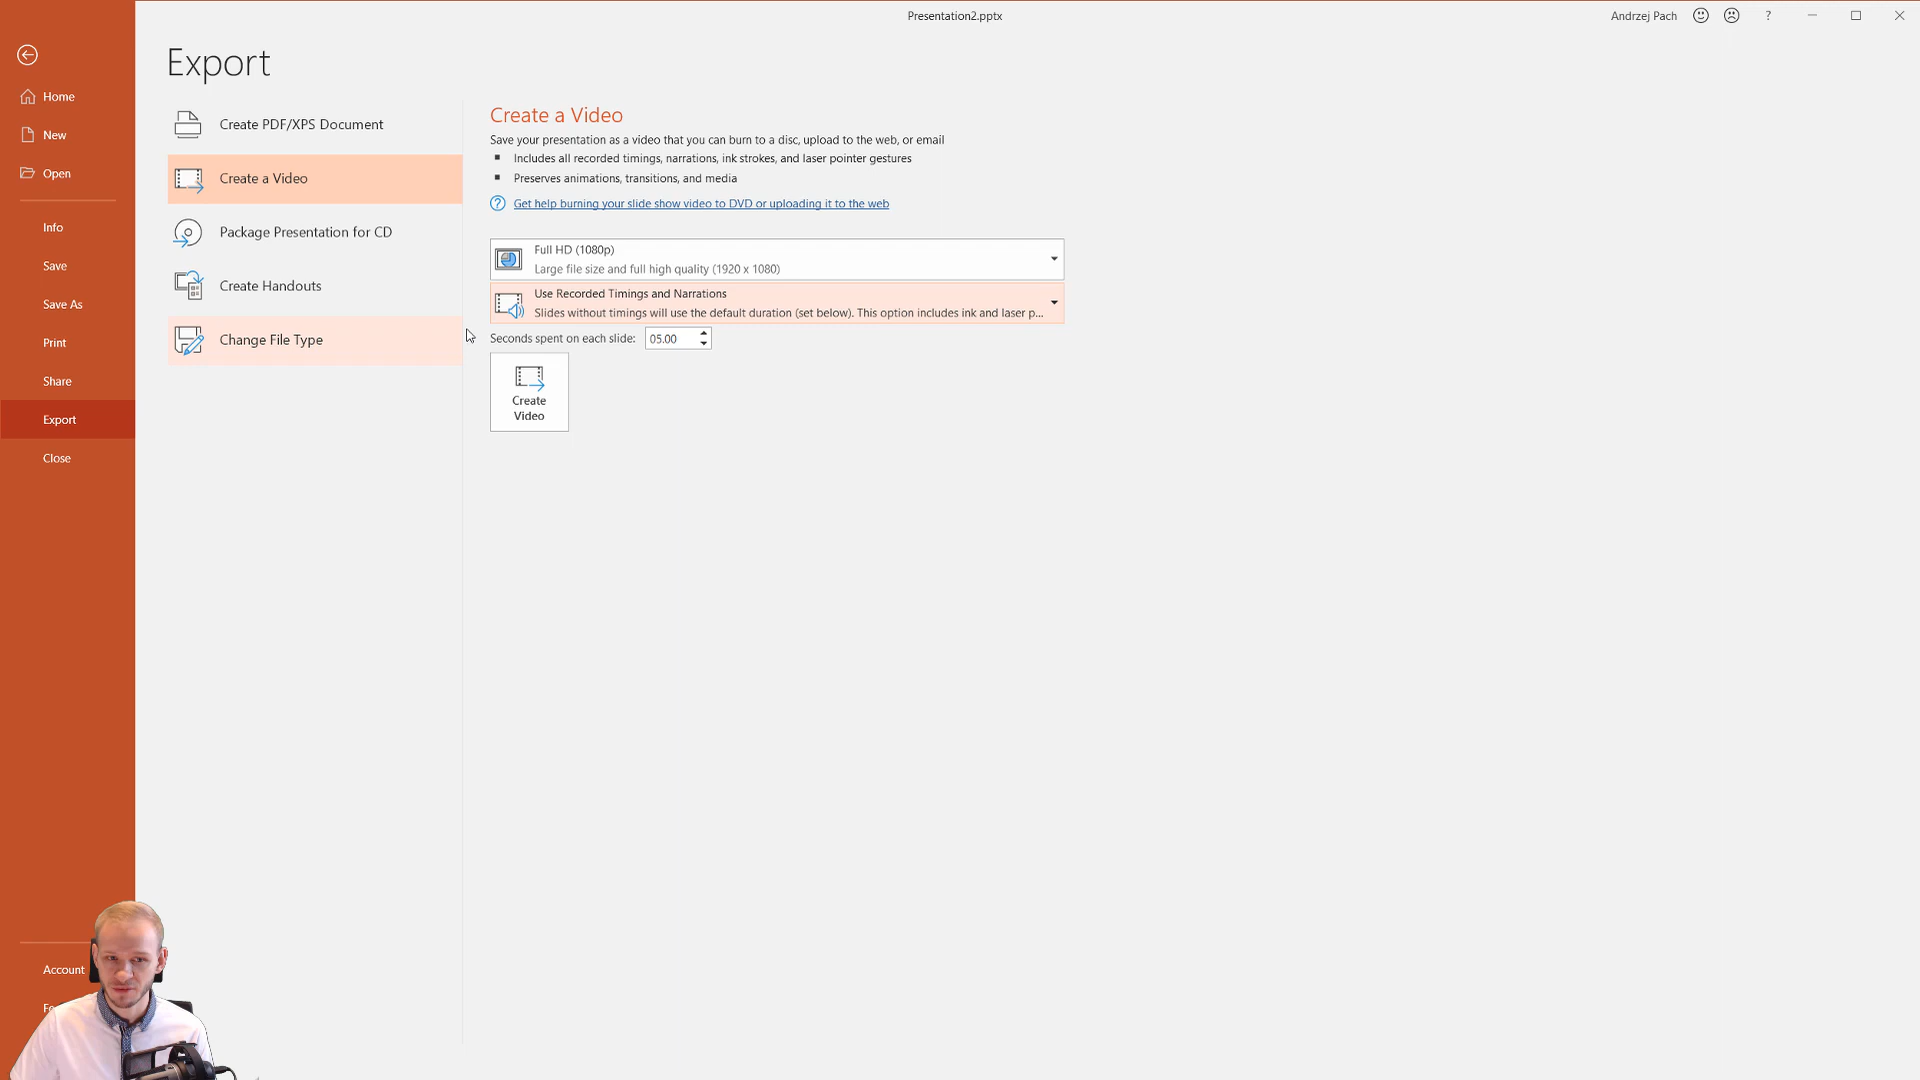 Presentation2.pptx
Andrzej Pach
?
Export
Home
New
Open
Info
Save
Save As
Print
Share
Export
Close
Account
Create PDF/XPS Document
Create a Video
Package Presentation for CD
Create Handouts
Change File Type
Create a Video
Save your presentation as a video that you can burn to a disc, upload to the web, or email
Includes all recorded timings, narrations, ink strokes, and laser pointer gestures
Preserves animations, transitions, and media
? Get help burning your slide show video to DVD or uploading it to the web
Full HD (1080p)
Large file size and full high quality (1920 x 1080)
Use Recorded Timings and Narrations
Slides without timings will use the default duration (set below). This option includes ink and laser p...
Seconds spent on each slide: 05.00
Create
Video